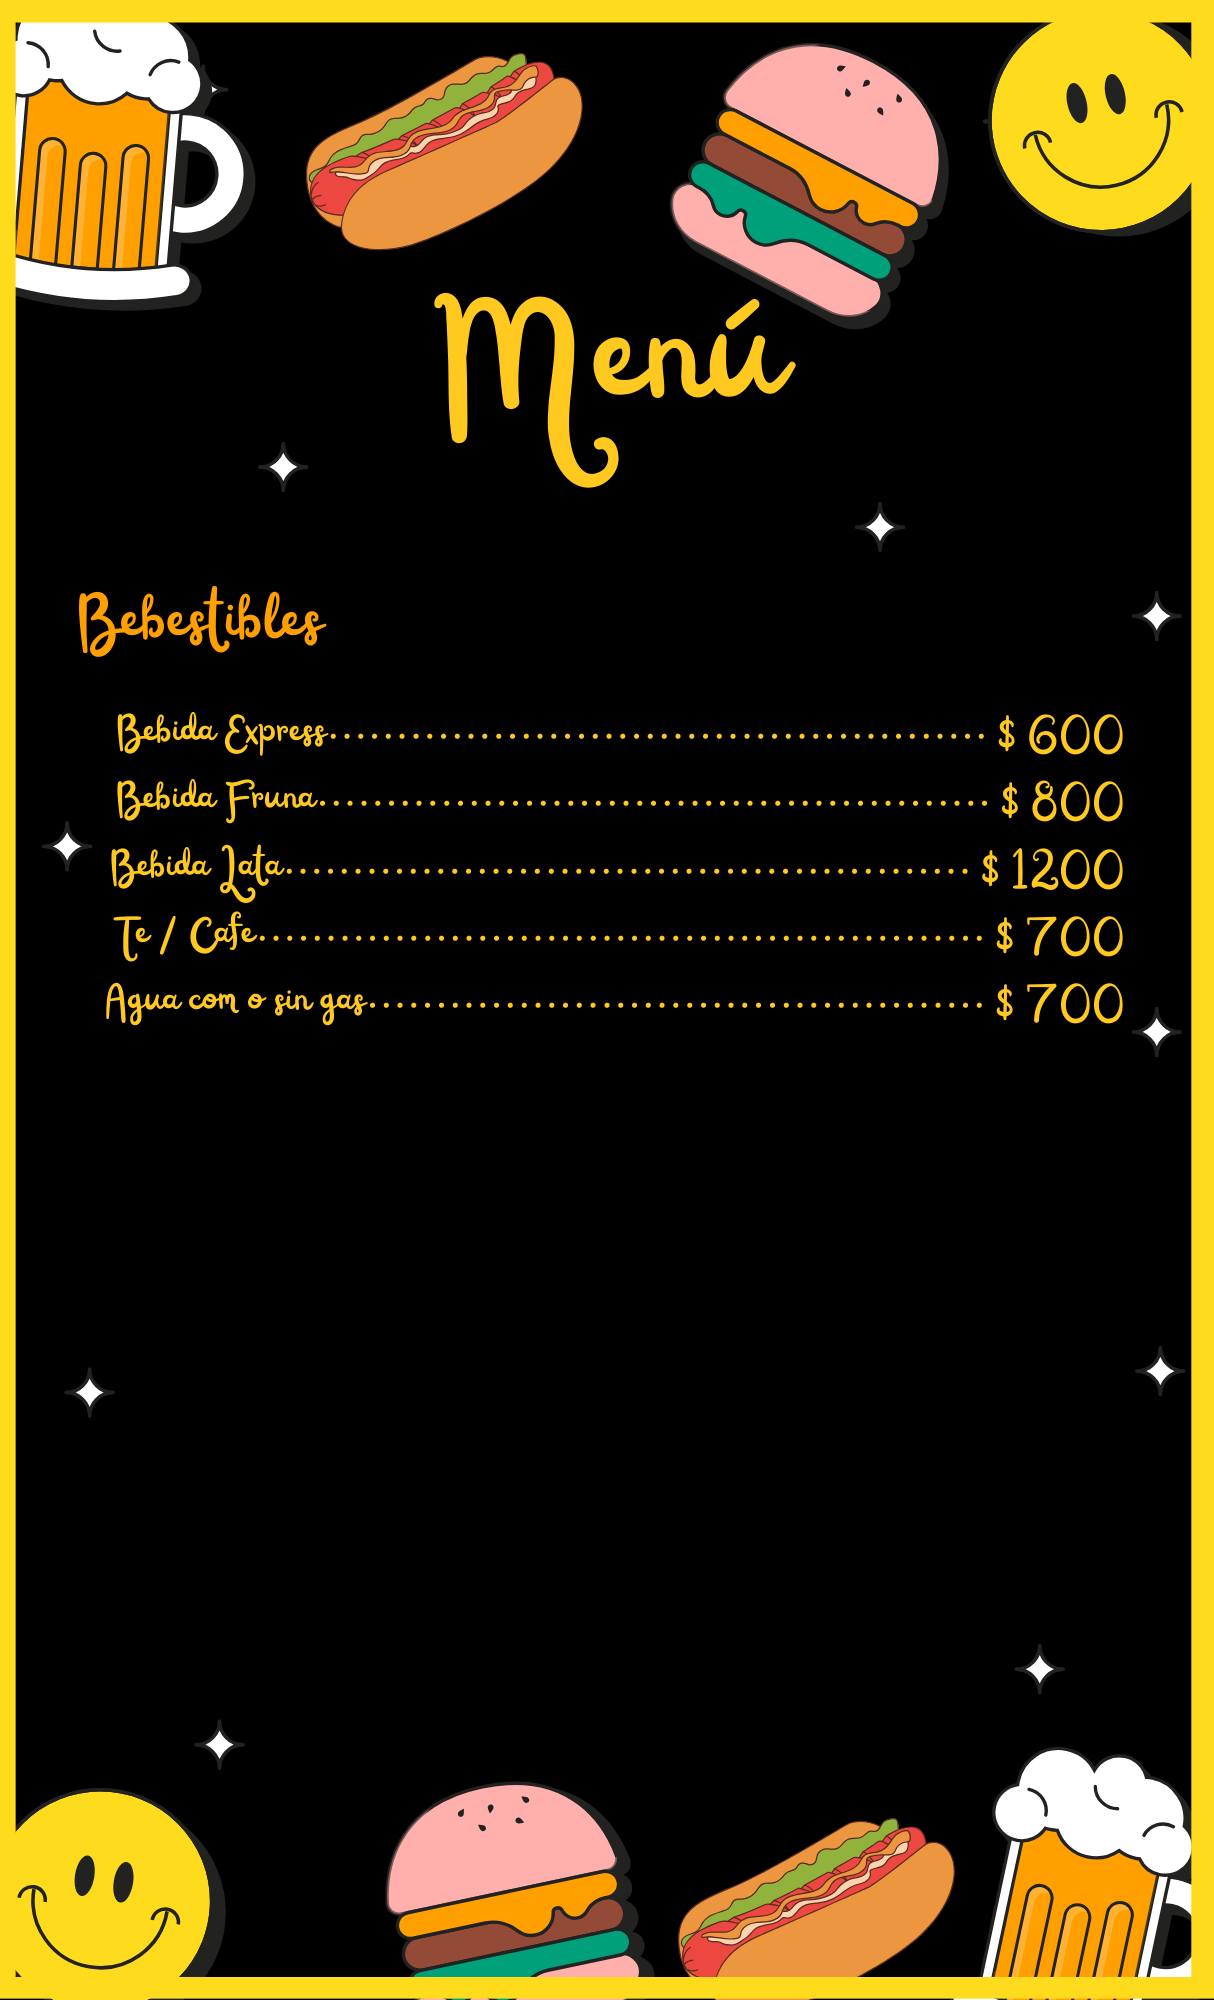 Menú
Bebestibles
Bebida Express................................................ $ 600
Bebida Fruna................................................. $ 800
Bebida Lata.................................................. $ 1200
Te / Cafe..................................................... $ 700
Agua com o sin gas............................................. $ 700